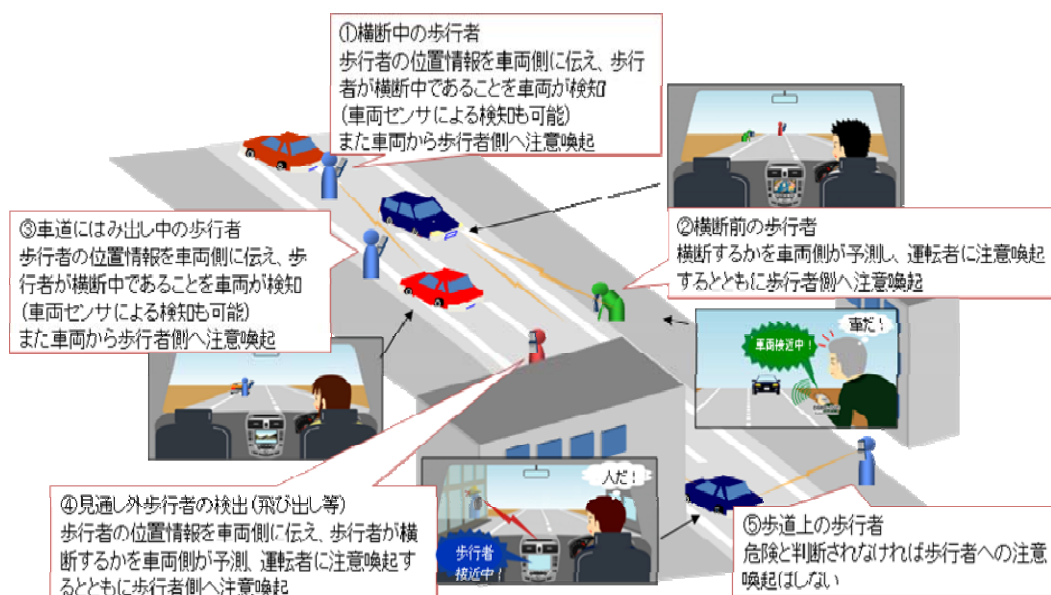 ①横断中の歩行者
歩行者の位置情報を車両側に伝え、歩行
者が横断中であることを車両が検知
(車両センサによる検知も可能)
また車両から歩行者側へ注意喚起
②横断前の歩行者
横断するかを車両側が予測し、運転者に注意喚起
するとともに歩行者側へ注意喚起
③車道にはみ出し中の歩行者
歩行者の位置情報を車両側に伝え、歩
行者が横断中であることを車両が検知
(車両センサによる検知も可能)
また車両から歩行者側へ注意喚起
車両接近中!
車だ!
④見通し外歩行者の検出(飛び出し等)
歩行者の位置情報を車両側に伝え、歩行者が横
断するかを車両側が予測、運転者に注意喚起す
るとともに歩行者側へ注意喚起
人だ!
歩行者
接近中!
⑤歩道上の歩行者
危険と判断されなければ歩行者への注意
喚起はしない